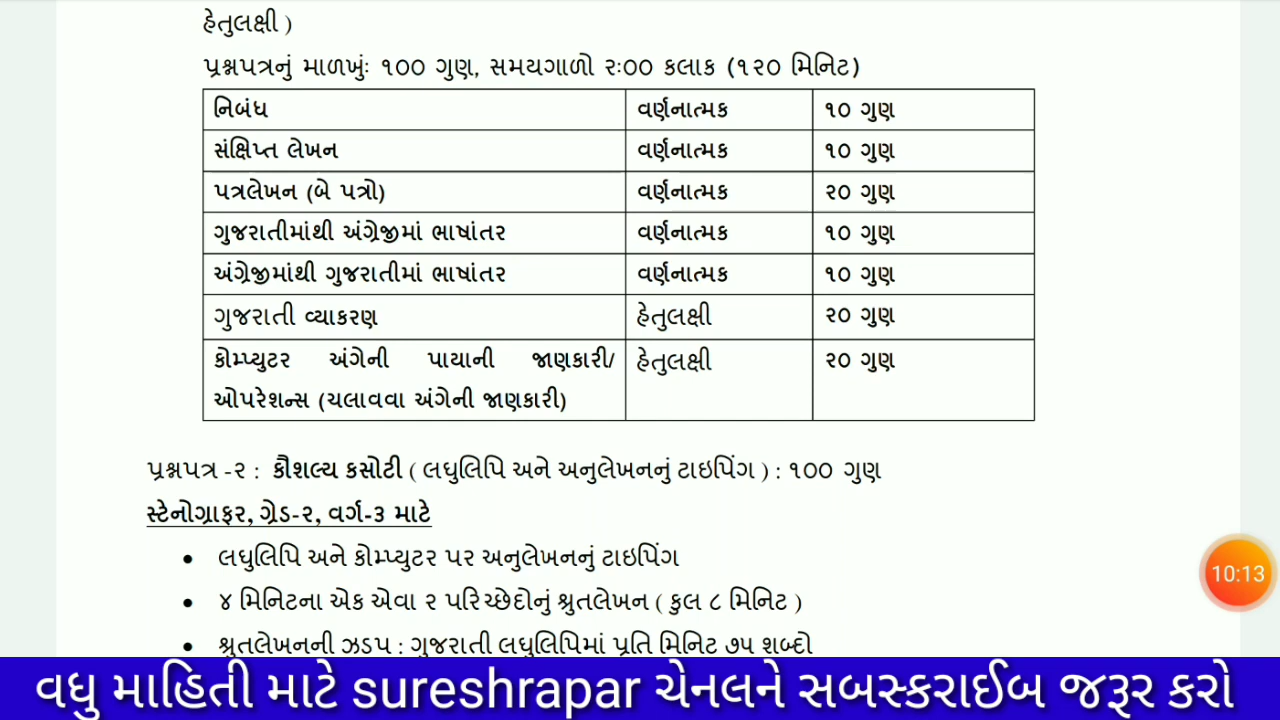 હેતુલક્ષી )
પ્રશ્નપત્રનું માળખુંઃ ૧૦૦ ગુણ, સમયગાળો ૨ઃ૦૦ કલાક (૧૨૦ મિનિટ)
નિબંધ વર્ણનાત્મક ૧૦ ગુણ
સંક્ષિપ્ત લેખન વર્ણનાત્મક ૧૦ ગુણ
પત્રલેખન (બે પત્રો) વર્ણનાત્મક ૨૦ ગુણ
ગુજરાતીમાંથી અંગ્રેજીમાં ભાષાંતર વર્ણનાત્મક ૧૦ ગુણ
અંગ્રેજીમાંથી ગુજરાતીમાં ભાષાંતર વર્ણનાત્મક ૧૦ ગુણ
ગુજરાતી વ્યાકરણ હેતુલક્ષી ૨૦ ગુણ
કોમ્પ્યુટર અંગેની પાયાની જાણકારી/ હેતુલક્ષી ૨૦ ગુણ
ઓપરેશન્સ (ચલાવવા અંગેની જાણકારી)
પ્રશ્નપત્ર -૨ : કૌશલ્ય કસોટી ( લઘુલિપિ અને અનુલેખનનું ટાઇપિંગ ) : ૧૦૦ ગુણ
સ્ટેનોગ્રાફર, ગ્રેડ-૨, વર્ગ-૩ માટે
• લઘુલિપિ અને કોમ્પ્યુટર પર અનુલેખનનું ટાઇપિંગ
10:13
• ૪ મિનિટના એક એવા ૨ પરિચ્છેદોનું શ્રુતલેખન ( કુલ ૮ મિનિટ )
• શ્રુતલેખનની ઝડપ : ગુજરાતી લઘુલિપિમાં પ્રતિ મિનિટ ૭૫ શબ્દો
વધુ માહિતી માટે sureshrapar ચેનલને સબસ્કરાઈબ જરૂર કરો